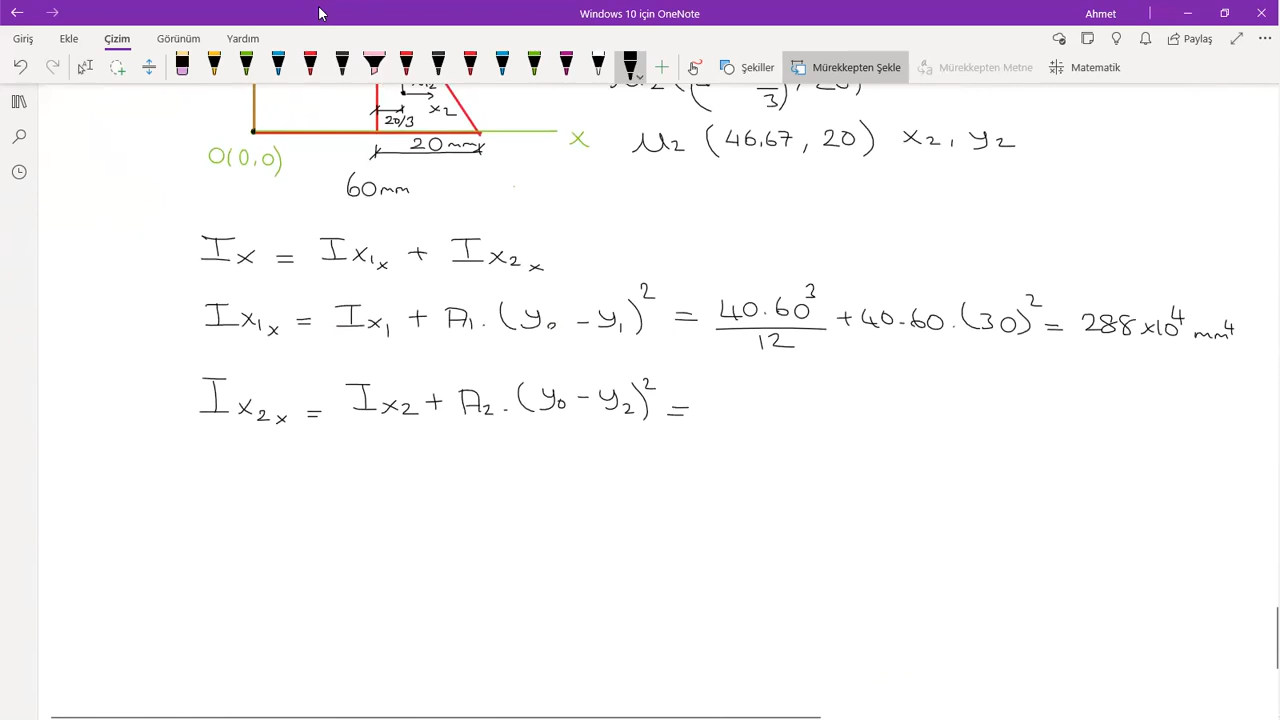 Windows 10 için OneNote
Ahmet
Giriş Ekle Çizim Görünüm Yardım
Paylaş
Şekiller
Mürekkepten Şekle
Mürekkepten Metne
Matematik
x2
20/3
20mm
X
O(0,0)
60mm
M2 (46,67, 20) x2, y2
Ix = Ix1x + Ix2x
Ix1x = Ix1 + A1.(y0 - y1)² = 40.60³/12 + 40.60.(30)² = 288x10⁴ mm⁴
Ix2x = Ix2 + A2.(y0 - y2)² =